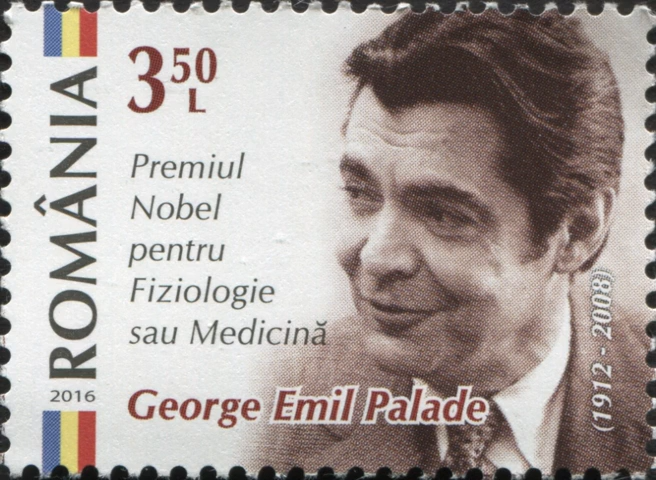 ROMÂNIA
2016
3 50 L
Premiul
Nobel
pentru
Fiziologie
sau Medicină
George Emil Palade
(1912 - 2008)